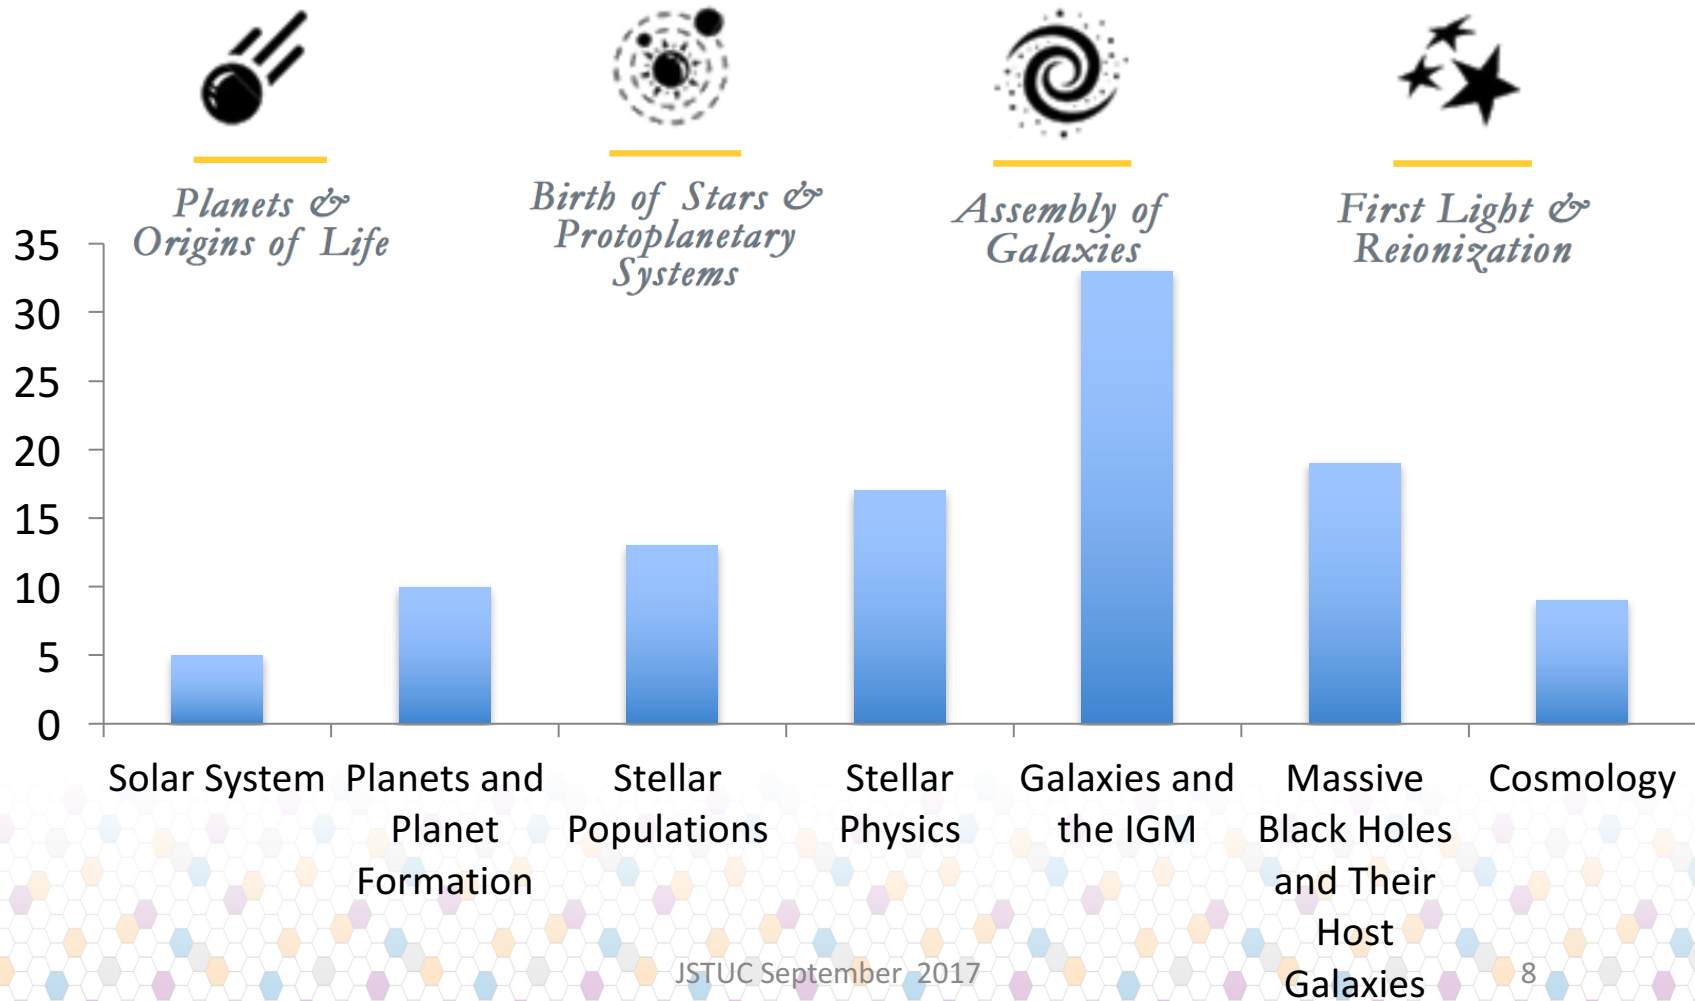 Planets &
Origins of Life
Birth of Stars &
Protoplanetary
Systems
Assembly of
Galaxies
First Light &
Reionization
35
30
25
20
15
10
5
0
Solar System
Planets and
Planet
Formation
Stellar
Populations
Stellar
Physics
Galaxies and
the IGM
Massive
Black Holes
and Their
Host
Galaxies
Cosmology
JSTUC September 2017
8